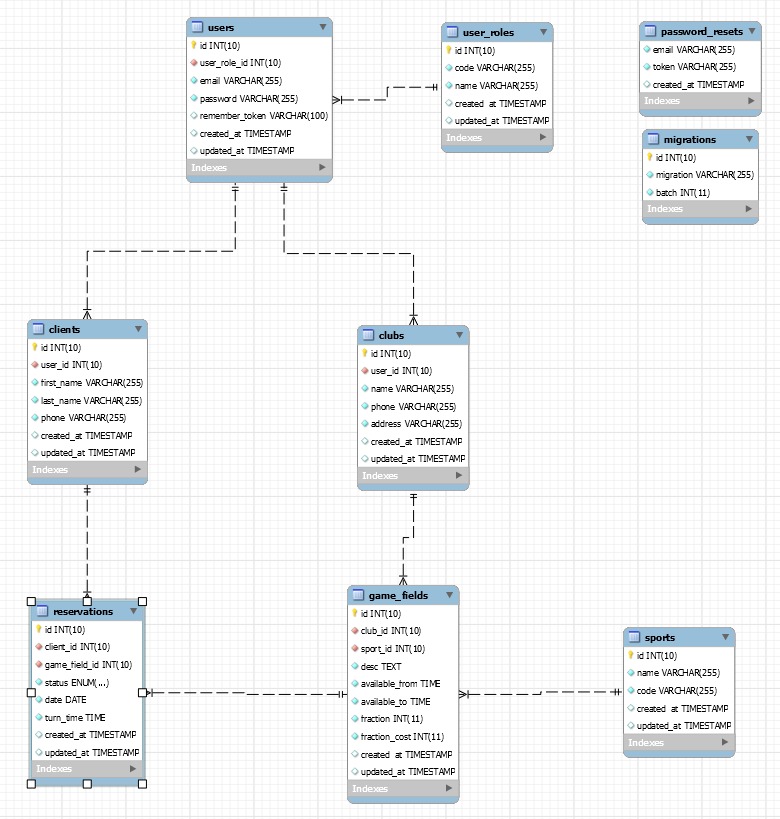 users
id INT(10)
user_role_id INT(10)
email VARCHAR(255)
password VARCHAR(255)
remember_token VARCHAR(100)
created_at TIMESTAMP
updated_at TIMESTAMP
Indexes
user_roles
id INT(10)
code VARCHAR(255)
name VARCHAR(255)
created_at TIMESTAMP
updated_at TIMESTAMP
Indexes
password_resets
email VARCHAR(255)
token VARCHAR(255)
created_at TIMESTAMP
Indexes
migrations
id INT(10)
migration VARCHAR(255)
batch INT(11)
Indexes
clients
id INT(10)
user_id INT(10)
first_name VARCHAR(255)
last_name VARCHAR(255)
phone VARCHAR(255)
created_at TIMESTAMP
updated_at TIMESTAMP
Indexes
clubs
id INT(10)
user_id INT(10)
name VARCHAR(255)
phone VARCHAR(255)
address VARCHAR(255)
created_at TIMESTAMP
updated_at TIMESTAMP
Indexes
reservations
id INT(10)
client_id INT(10)
game_field_id INT(10)
status ENUM(...)
date DATE
turn_time TIME
created_at TIMESTAMP
updated_at TIMESTAMP
Indexes
game_fields
id INT(10)
club_id INT(10)
sport_id INT(10)
desc TEXT
available_from TIME
available_to TIME
fraction INT(11)
fraction_cost INT(11)
created_at TIMESTAMP
updated_at TIMESTAMP
Indexes
sports
id INT(10)
name VARCHAR(255)
code VARCHAR(255)
created_at TIMESTAMP
updated_at TIMESTAMP
Indexes